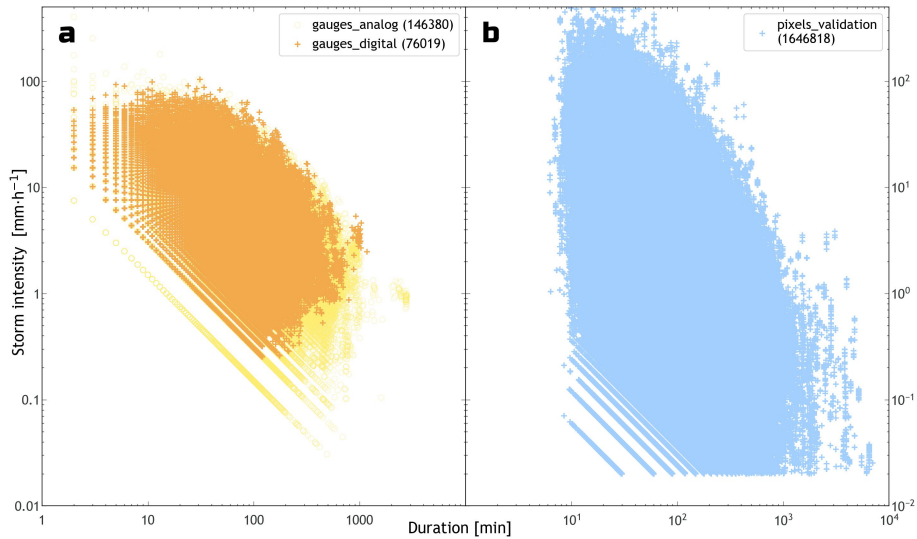 a
gauges_analog (146380)
gauges_digital (76019)
b
pixels_validation
(1646818)
100
10
1
0.1
0.01
Storm intensity [mm·h⁻¹]
10²
10¹
10⁰
10⁻¹
10⁻²
1 10 100 1000
10¹ 10² 10³ 10⁴
Duration [min]